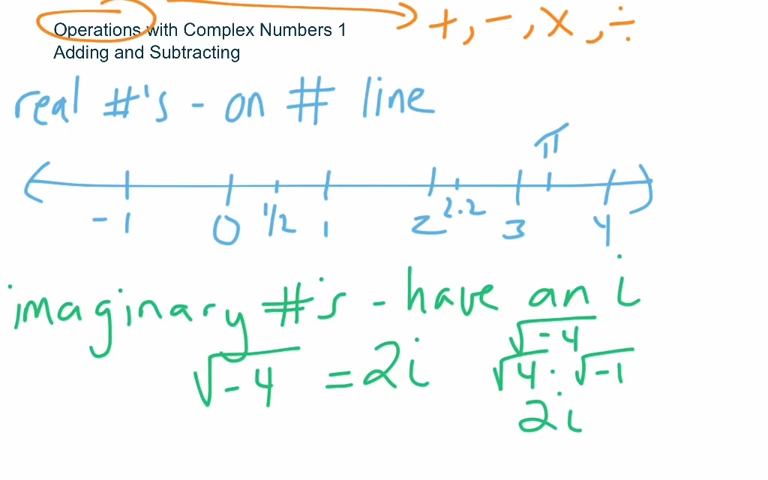 Operations with Complex Numbers 1 +, -, ×, ÷
Adding and Subtracting
real #'s - on # line
π
-1 0 1/2 1 2 2.2 3 4
imaginary #'s - have an i
√-4 = 2i
√-4
√4 · √-1
2i